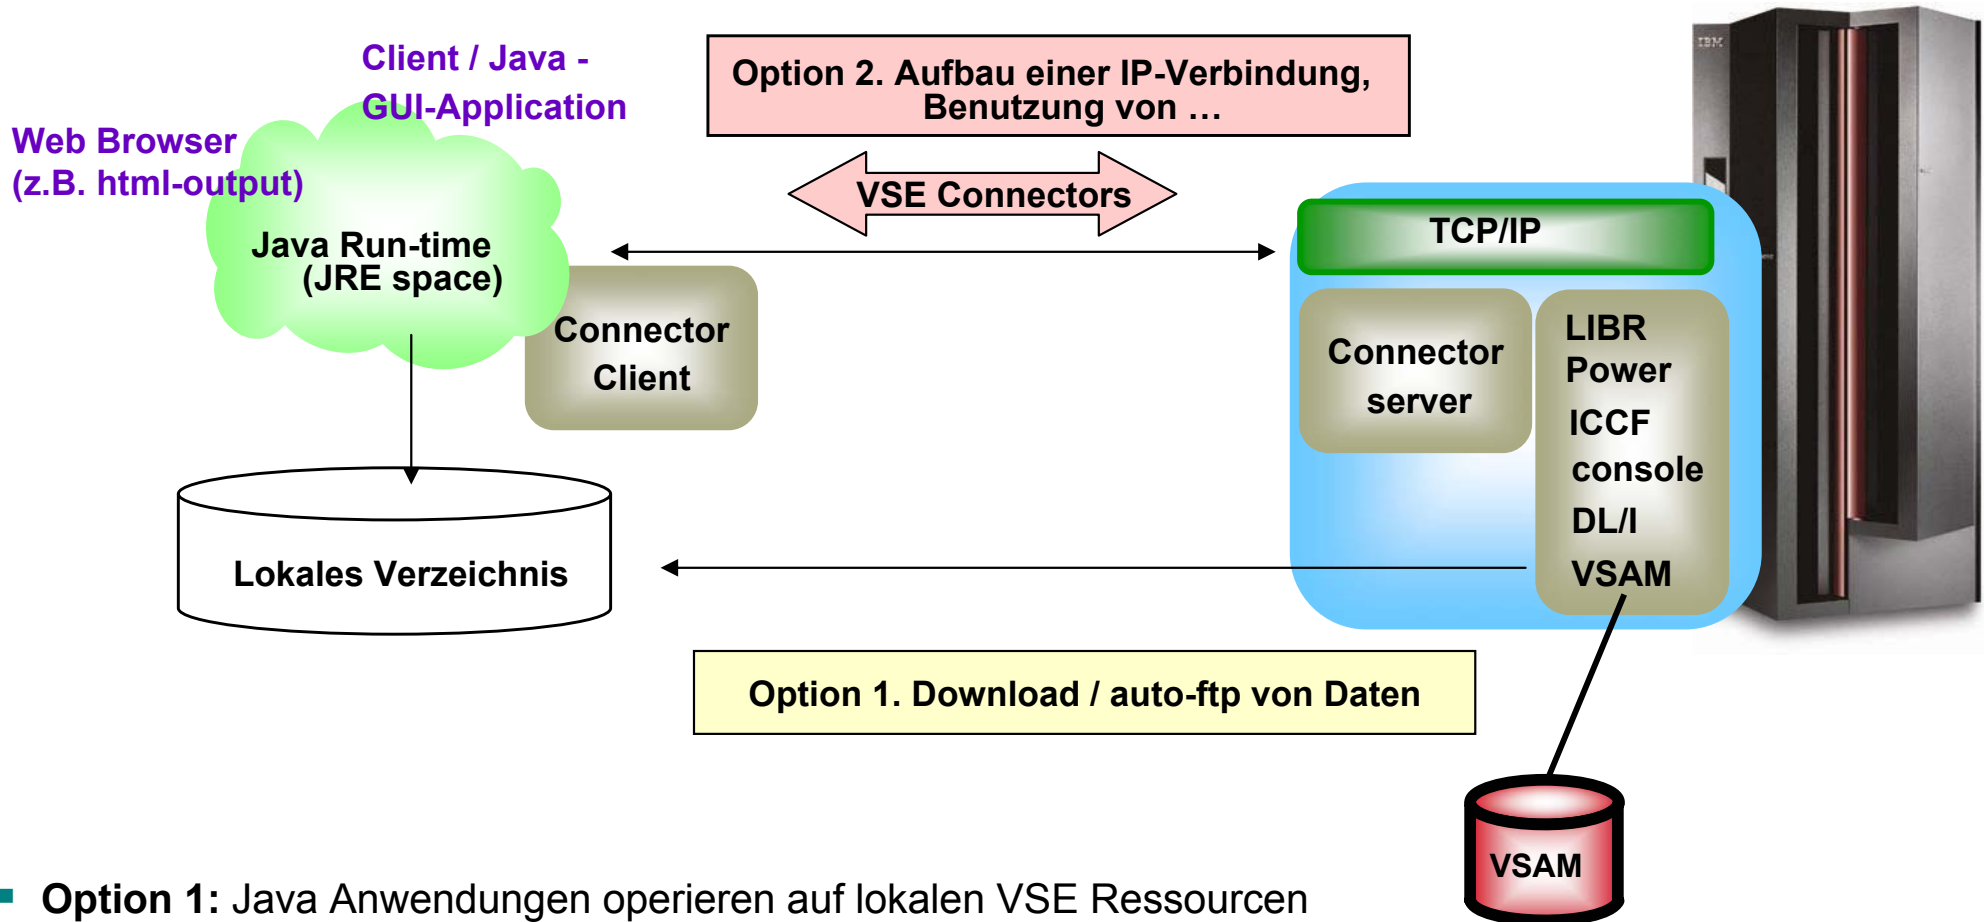 Client / Java -
GUI-Application
Web Browser
(z.B. html-output)
Option 2. Aufbau einer IP-Verbindung,
Benutzung von …
IBM
VSE Connectors
Java Run-time
(JRE space)
TCP/IP
Connector
Client
Connector
server
LIBR
Power
ICCF
console
DL/I
VSAM
Lokales Verzeichnis
Option 1. Download / auto-ftp von Daten
VSAM
▪ Option 1: Java Anwendungen operieren auf lokalen VSE Ressourcen